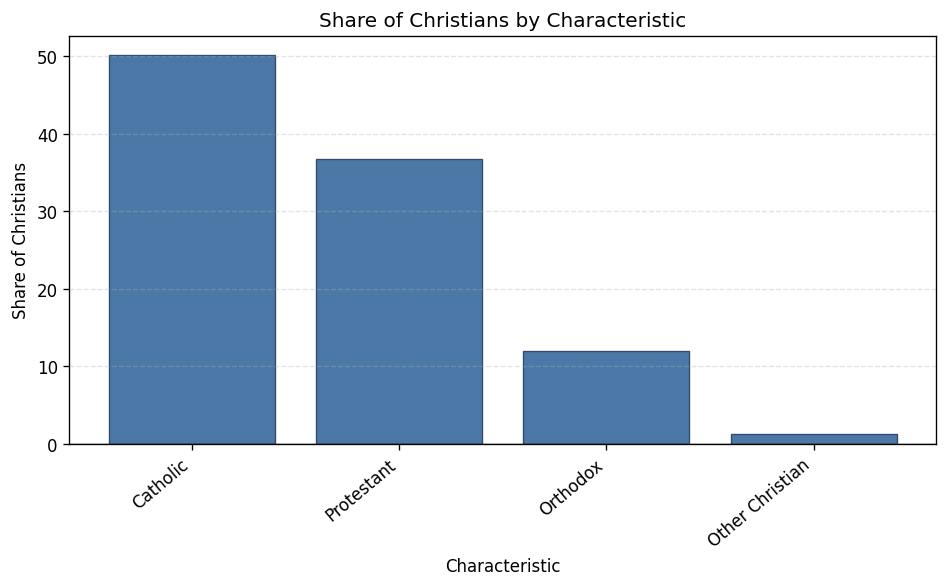 Share of Christians by Characteristic
Share of Christians
50
40
30
20
10
0
Catholic
Protestant
Orthodox
Other Christian
Characteristic